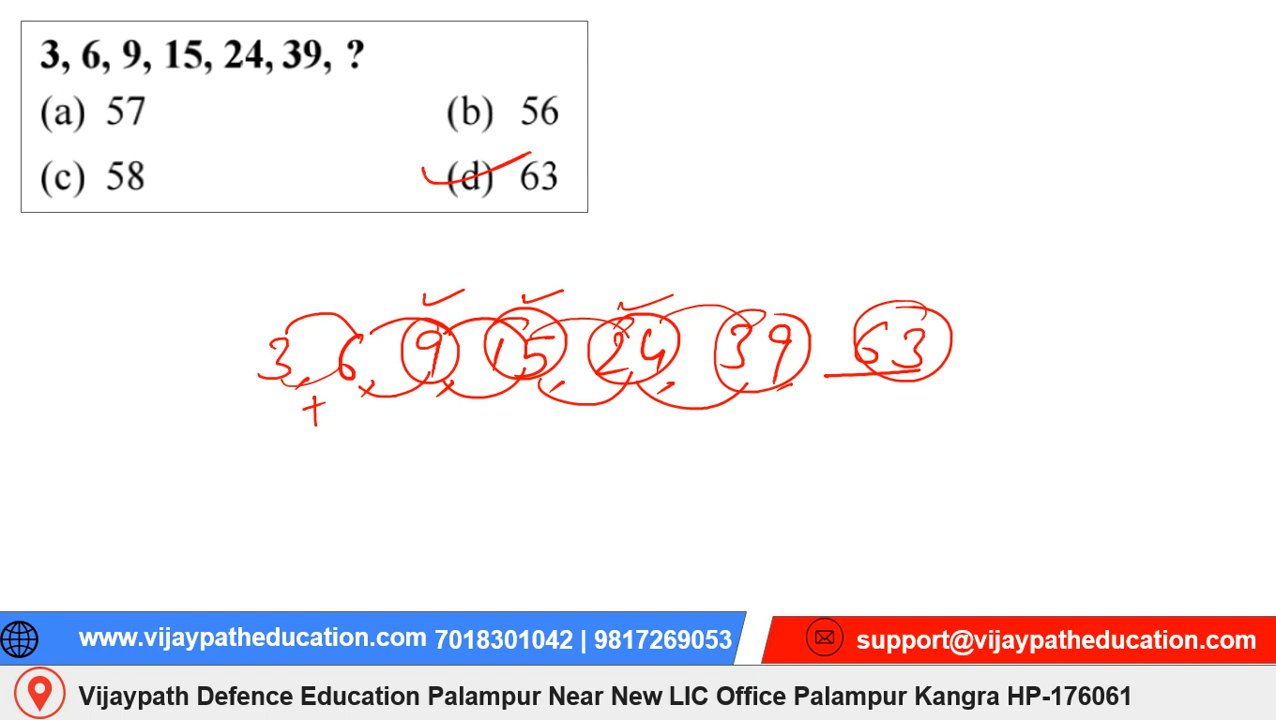 3, 6, 9, 15, 24, 39, ?
(a) 57 (b) 56
(c) 58 (d) 63
3, 6 9 15 24 39 63
+
www.vijaypatheducation.com 7018301042 | 9817269053 support@vijaypatheducation.com
Vijaypath Defence Education Palampur Near New LIC Office Palampur Kangra HP-176061